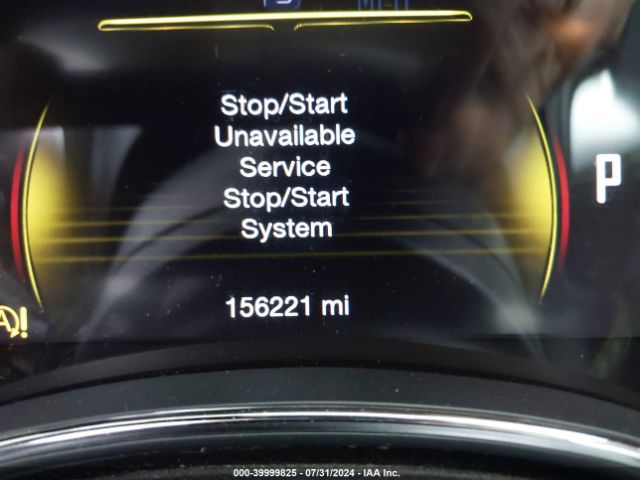 Stop/Start
Unavailable
Service
Stop/Start
System
P
156221 mi
A!
000-39999825 - 07/31/2024 - IAA Inc.